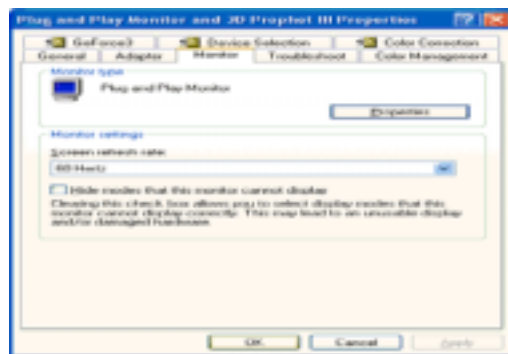 Plug and Play Monitor and 3D Prophet III Properties
GeForce3 Device Selection Color Correction
General Adapter Monitor Troubleshoot Color Management
Monitor type
Plug and Play Monitor
Properties
Monitor settings
Screen refresh rate:
60 Hertz
Hide modes that this monitor cannot display
Clearing this check box allows you to select display modes that this
monitor cannot display correctly. This may lead to an unusable display
and/or damaged hardware.
OK Cancel Apply